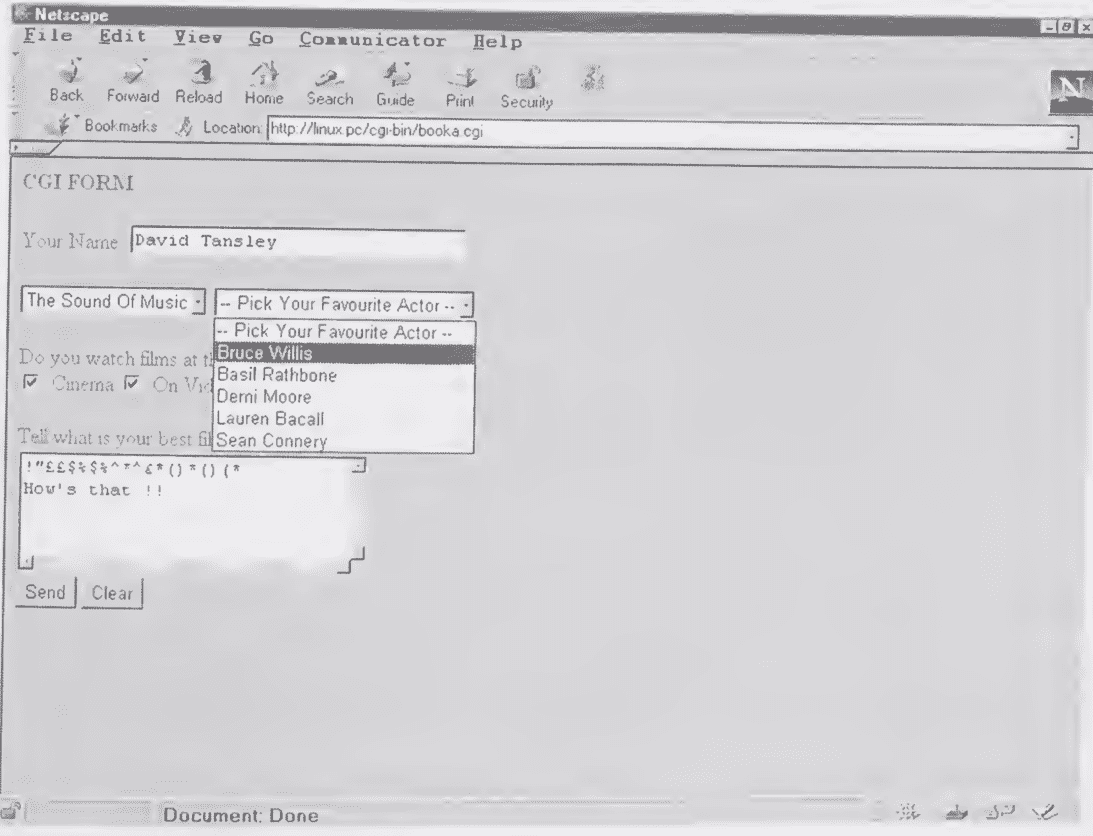 Netscape
File Edit View Go Communicator Help
Back Forward Reload Home Search Guide Print Security
Bookmarks Location: http://linux.pc/cgi-bin/booka.cgi
CGI FORM
Your Name David Tansley
The Sound Of Music -- Pick Your Favourite Actor --
-- Pick Your Favourite Actor --
Bruce Willis
Do you watch films at t
Basil Rathbone
Cinema On Vid
Demi Moore
Lauren Bacall
Tell what is your best fil
Sean Connery
!"££$%$%^*^&*()*()(*
How's that !!
Send Clear
Document: Done
N